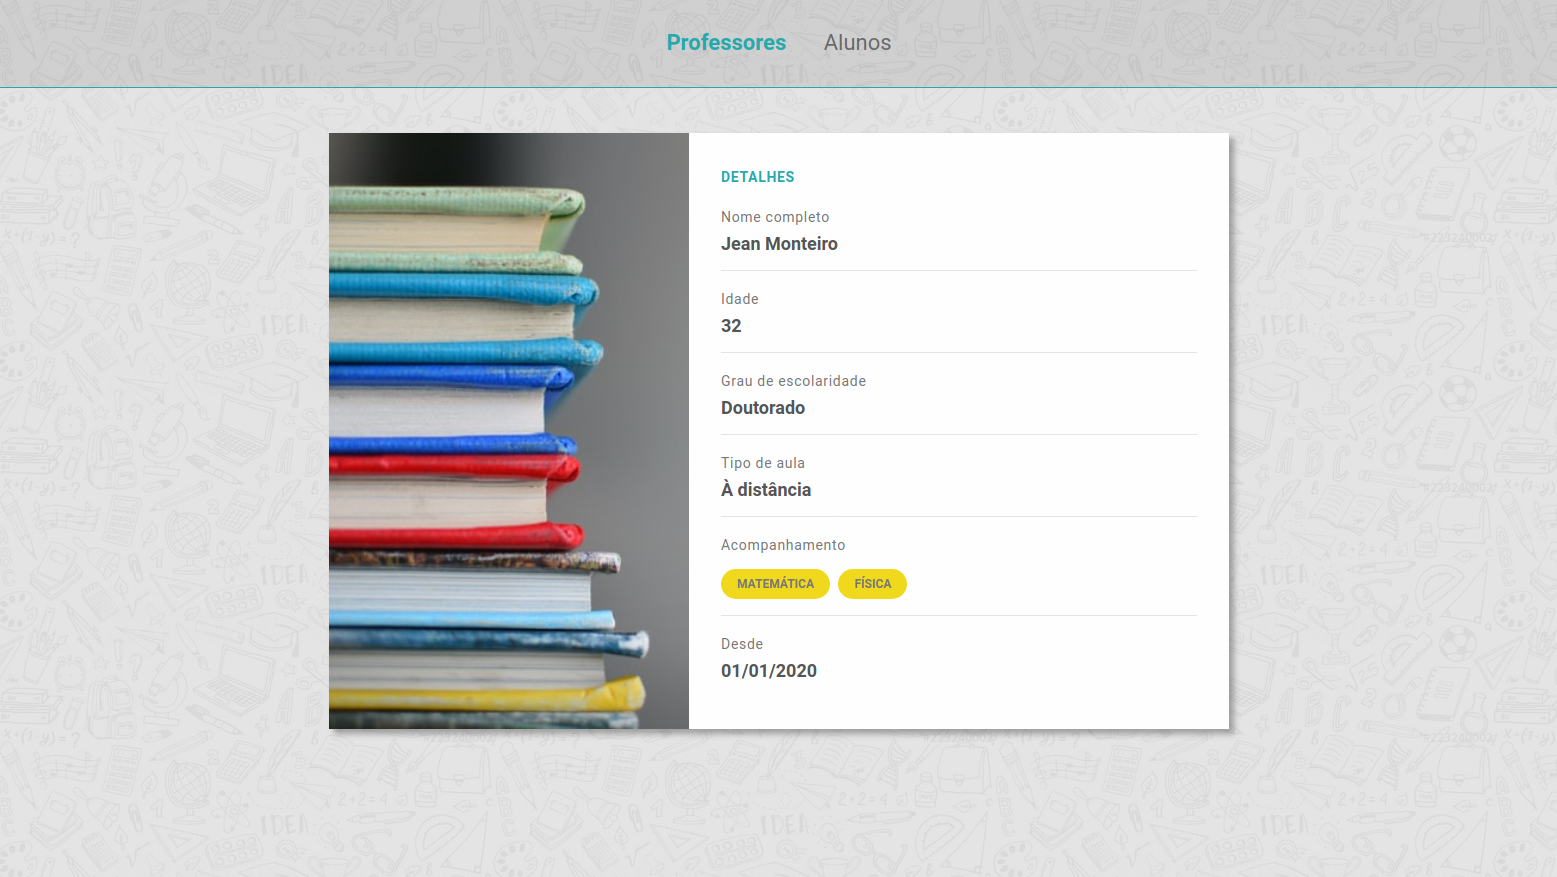 Professores Alunos
DETALHES
Nome completo
Jean Monteiro
Idade
32
Grau de escolaridade
Doutorado
Tipo de aula
À distância
Acompanhamento
MATEMÁTICA FÍSICA
Desde
01/01/2020